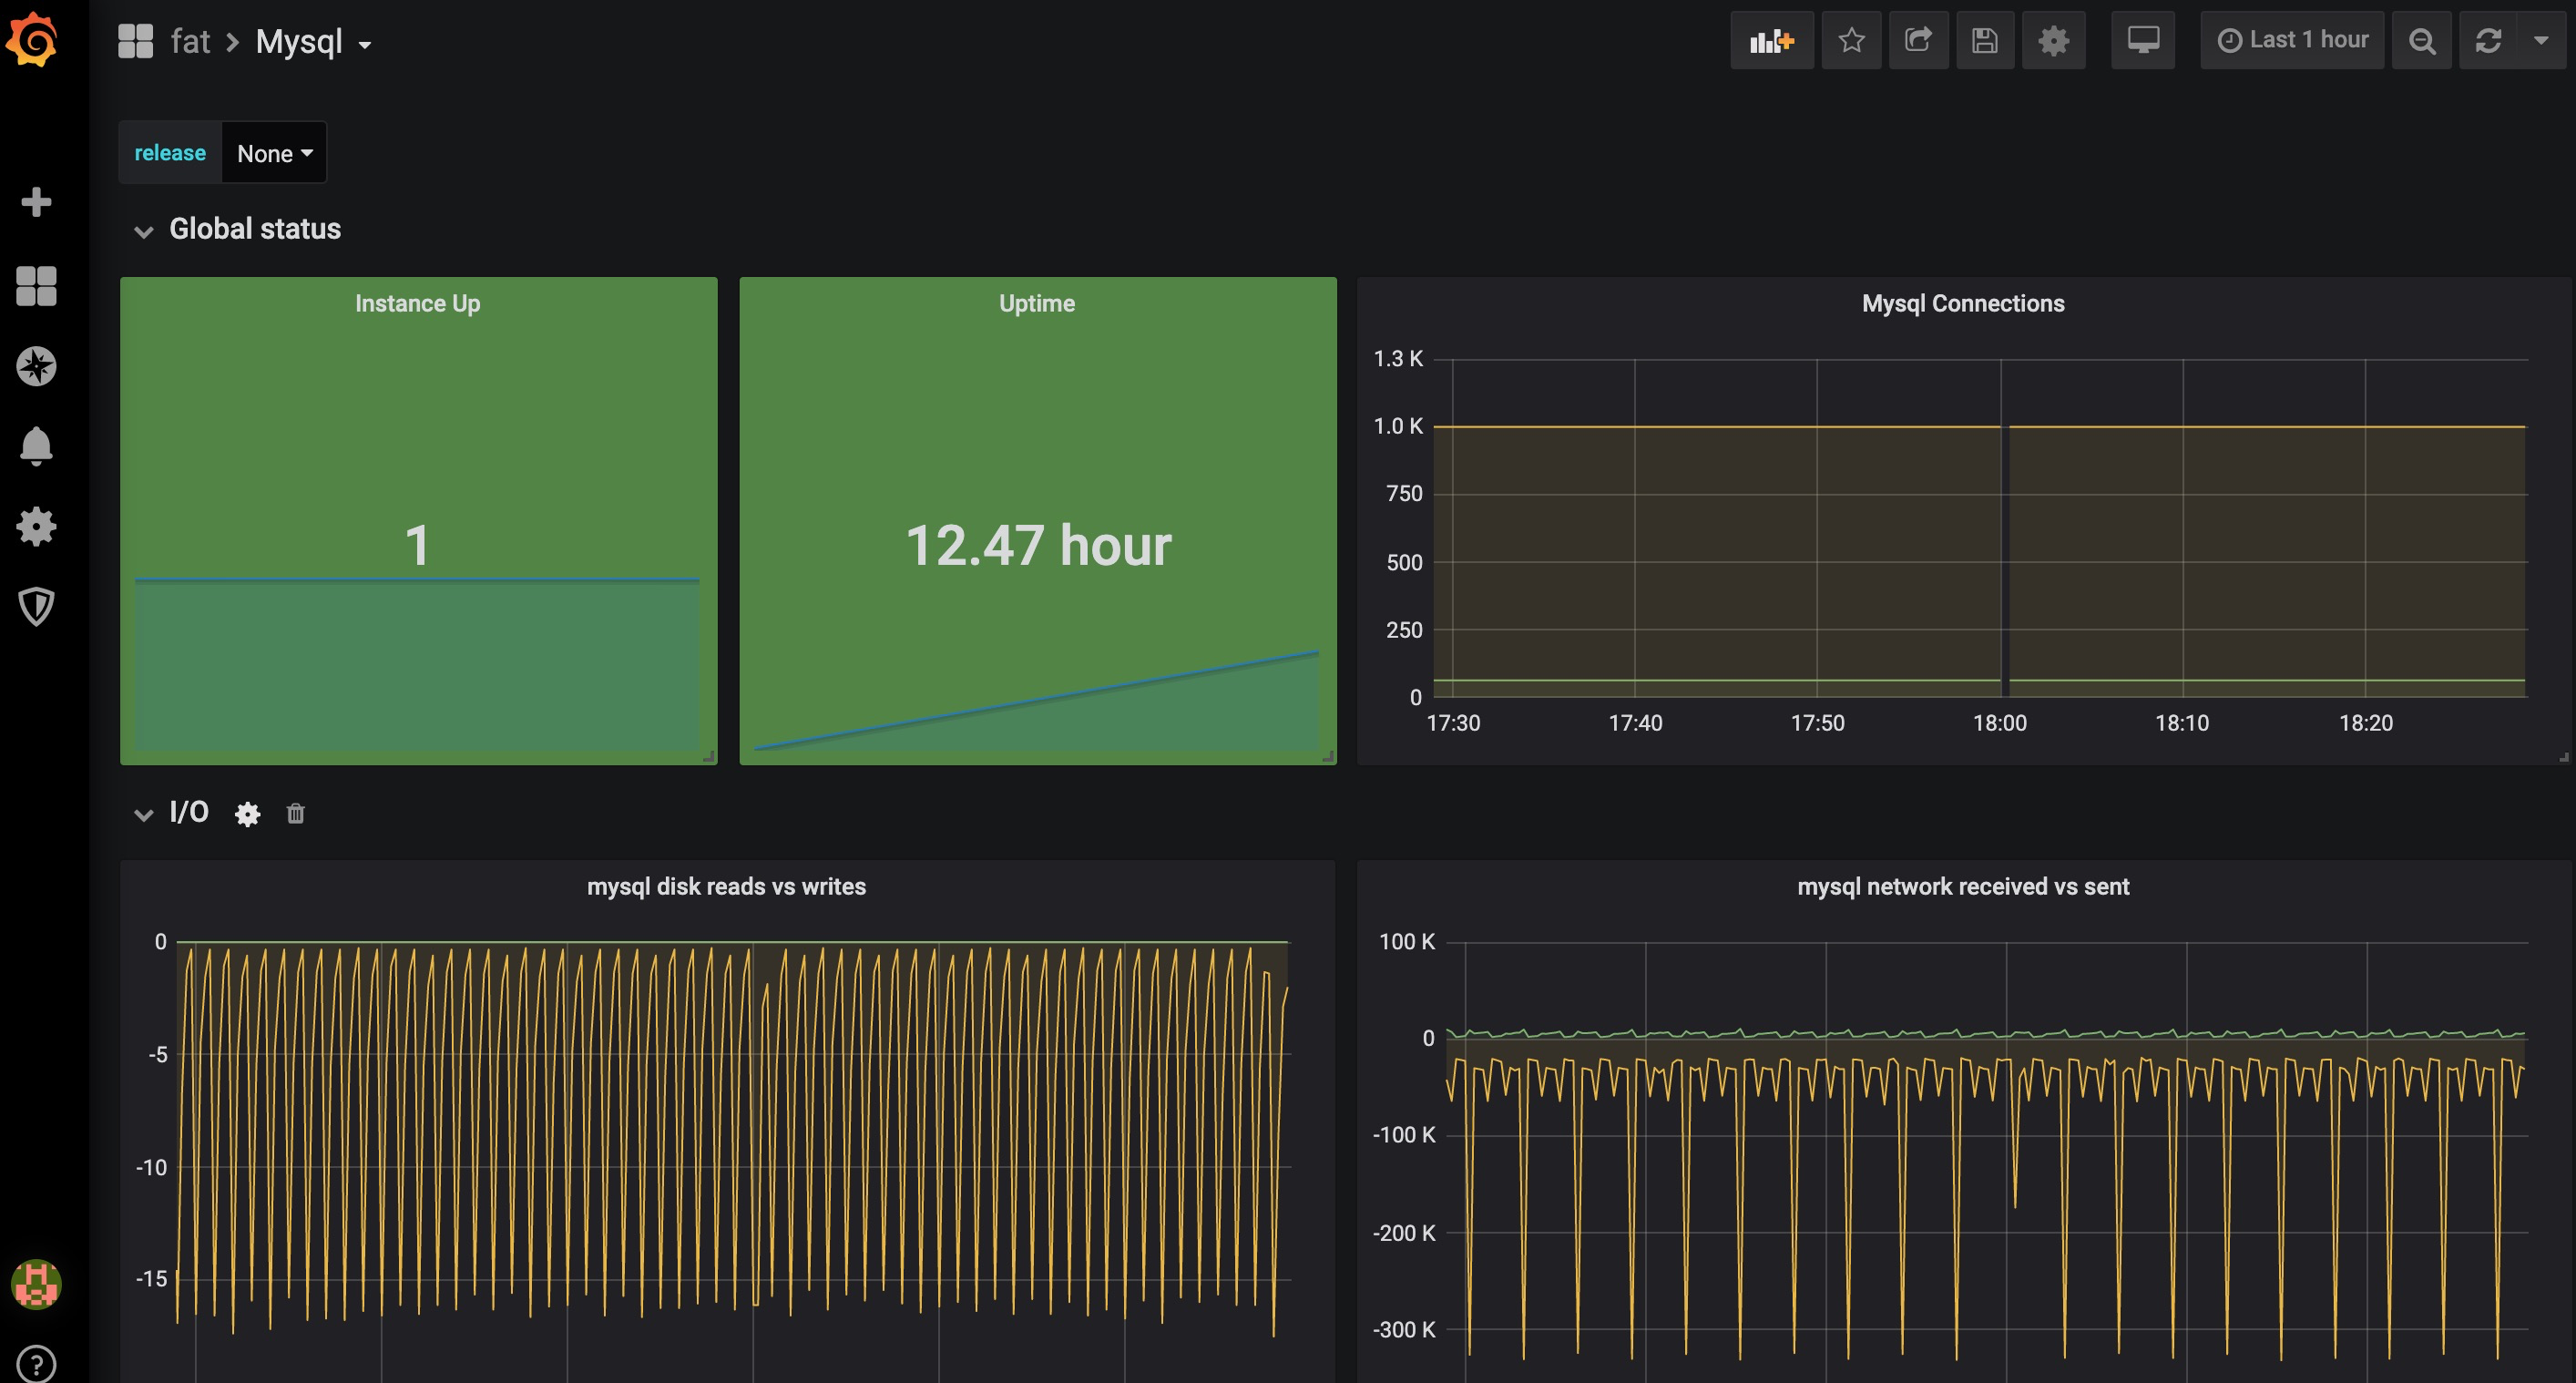 fat > Mysql
Last 1 hour
release None
Global status
Instance Up
1
Uptime
12.47 hour
Mysql Connections
1.3 K
1.0 K
750
500
250
0
17:30 17:40 17:50 18:00 18:10 18:20
I/O
mysql disk reads vs writes
0
-5
-10
-15
mysql network received vs sent
100 K
0
-100 K
-200 K
-300 K
?